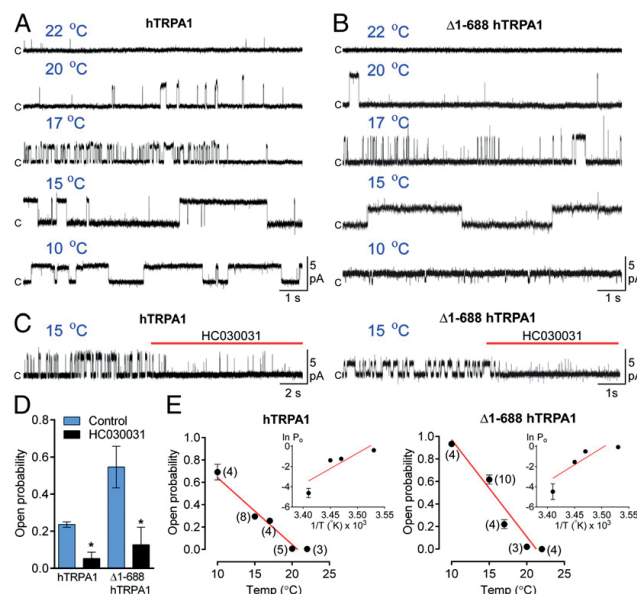 A
hTRPA1
22 °C
C
20 °C
C
17 °C
C
15 °C
C
10 °C
C
5
pA
1 s
B
Δ1-688 hTRPA1
22 °C
C
20 °C
C
17 °C
C
15 °C
C
10 °C
C
5
pA
1 s
C
hTRPA1
15 °C
HC030031
C
5
pA
2 s
Δ1-688 hTRPA1
15 °C
HC030031
C
5
pA
1s
D
Control
HC030031
Open probability
0.8
0.6
0.4
0.2
0.0
*
*
hTRPA1
Δ1-688
hTRPA1
E
hTRPA1
Open probability
1.0
0.8
0.6
0.4
0.2
0.0
(4)
(8)
(4)
(5)
(3)
10 15 20 25
Temp (°C)
ln Po
0
-2
-4
-6
3.40 3.45 3.50 3.55
1/T (°K) x 10³
Δ1-688 hTRPA1
Open probability
1.0
0.8
0.6
0.4
0.2
0.0
(4)
(10)
(4)
(3)
(4)
10 15 20 25
Temp (°C)
ln Po
0
-2
-4
-6
3.40 3.45 3.50 3.55
1/T (°K) x 10³